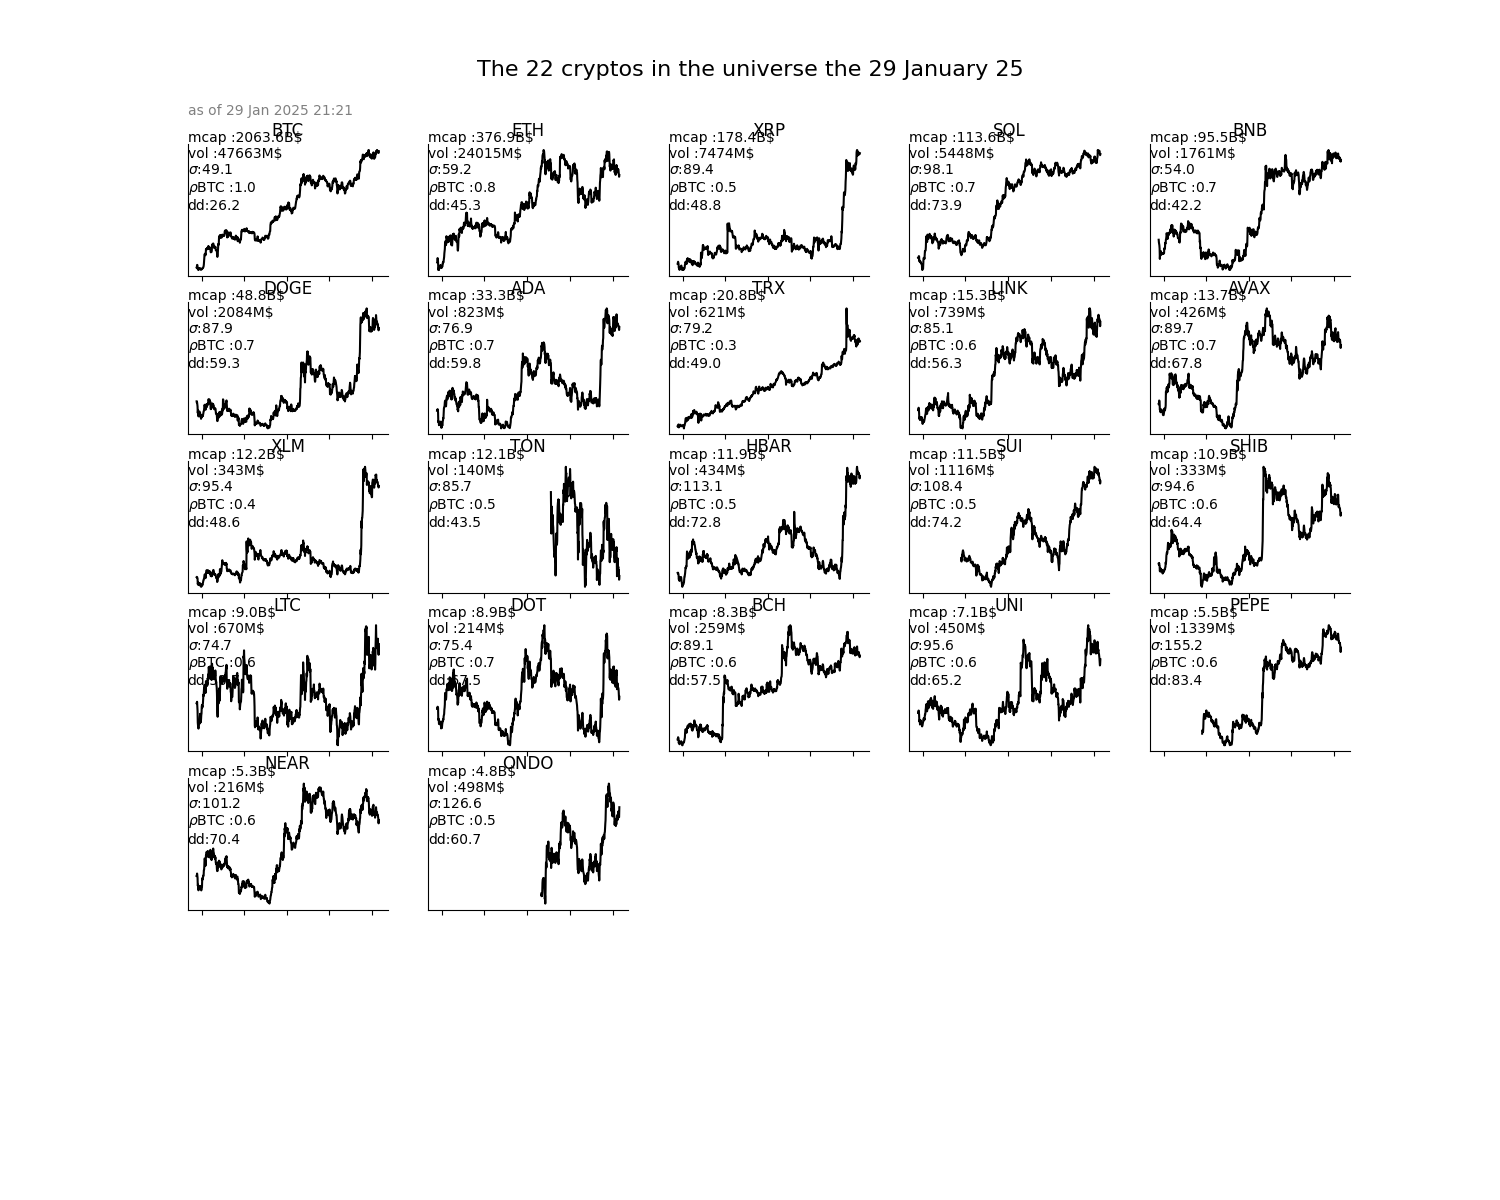 The 22 cryptos in the universe the 29 January 25
as of 29 Jan 2025 21:21
BTC
mcap :2063.6B$
vol :47663M$
σ:49.1
ρBTC :1.0
dd:26.2
ETH
mcap :376.9B$
vol :24015M$
σ:59.2
ρBTC :0.8
dd:45.3
XRP
mcap :178.4B$
vol :7474M$
σ:89.4
ρBTC :0.5
dd:48.8
SOL
mcap :113.6B$
vol :5448M$
σ:98.1
ρBTC :0.7
dd:73.9
BNB
mcap :95.5B$
vol :1761M$
σ:54.0
ρBTC :0.7
dd:42.2
DOGE
mcap :48.8B$
vol :2084M$
σ:87.9
ρBTC :0.7
dd:59.3
ADA
mcap :33.3B$
vol :823M$
σ:76.9
ρBTC :0.7
dd:59.8
TRX
mcap :20.8B$
vol :621M$
σ:79.2
ρBTC :0.3
dd:49.0
LINK
mcap :15.3B$
vol :739M$
σ:85.1
ρBTC :0.6
dd:56.3
AVAX
mcap :13.7B$
vol :426M$
σ:89.7
ρBTC :0.7
dd:67.8
XLM
mcap :12.2B$
vol :343M$
σ:95.4
ρBTC :0.4
dd:48.6
TON
mcap :12.1B$
vol :140M$
σ:85.7
ρBTC :0.5
dd:43.5
HBAR
mcap :11.9B$
vol :434M$
σ:113.1
ρBTC :0.5
dd:72.8
SUI
mcap :11.5B$
vol :1116M$
σ:108.4
ρBTC :0.5
dd:74.2
SHIB
mcap :10.9B$
vol :333M$
σ:94.6
ρBTC :0.6
dd:64.4
LTC
mcap :9.0B$
vol :670M$
σ:74.7
ρBTC :0.6
DOT
mcap :8.9B$
vol :214M$
σ:75.4
ρBTC :0.7
dd:57.5
BCH
mcap :8.3B$
vol :259M$
σ:89.1
ρBTC :0.6
dd:57.5
UNI
mcap :7.1B$
vol :450M$
σ:95.6
ρBTC :0.6
dd:65.2
PEPE
mcap :5.5B$
vol :1339M$
σ:155.2
ρBTC :0.6
dd:83.4
NEAR
mcap :5.3B$
vol :216M$
σ:101.2
ρBTC :0.6
dd:70.4
ONDO
mcap :4.8B$
vol :498M$
σ:126.6
ρBTC :0.5
dd:60.7